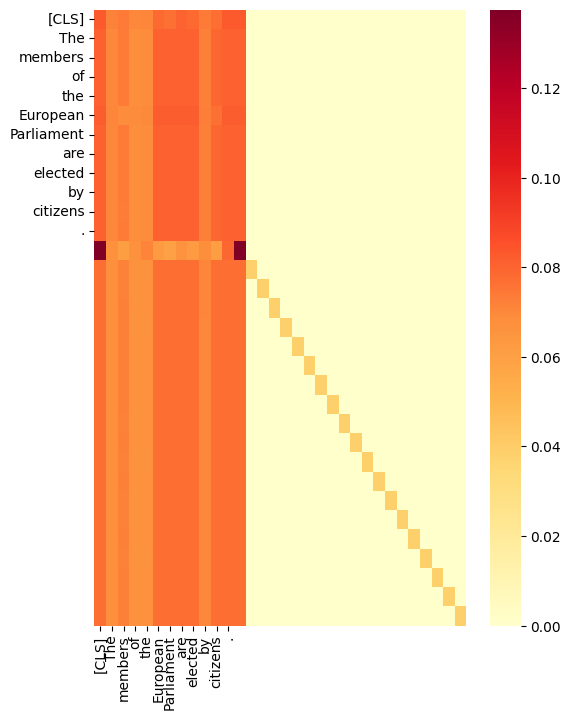 [CLS]
The
members
of
the
European
Parliament
are
elected
by
citizens
.
0.12
0.10
0.08
0.06
0.04
0.02
0.00
[CLS]
The
members
of
the
European
Parliament
are
elected
by
citizens
.